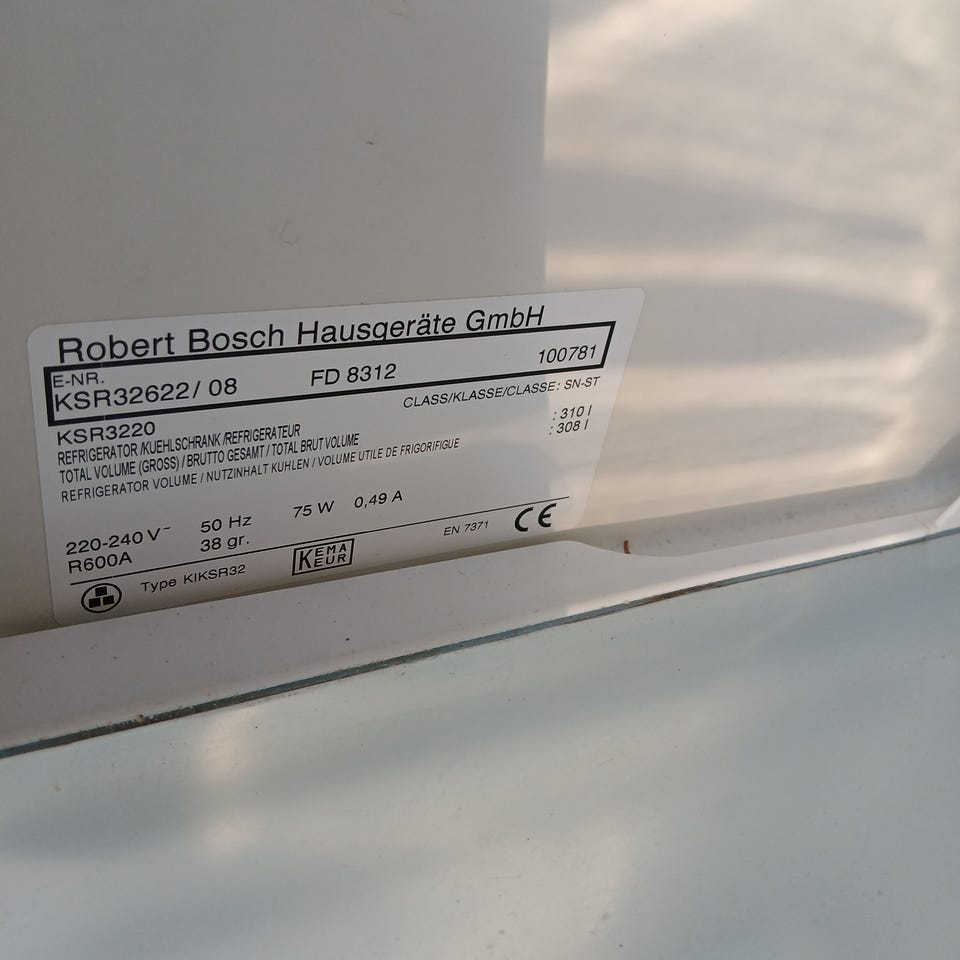 Robert Bosch Hausgeräte GmbH
E-NR.
KSR32622/ 08 FD 8312 100781
KSR3220 CLASS/KLASSE/CLASSE: SN-ST
REFRIGERATOR /KUEHLSCHRANK /REFRIGERATEUR
TOTAL VOLUME (GROSS) / BRUTTO GESAMT / TOTAL BRUT VOLUME : 310 l
REFRIGERATOR VOLUME / NUTZINHALT KUHLEN / VOLUME UTILE DE FRIGORIFIGUE : 308 l
220-240 V~ 50 Hz 75 W 0,49 A
R600A 38 gr.
Type KIKSR32 KEMA KEUR EN 7371 CE